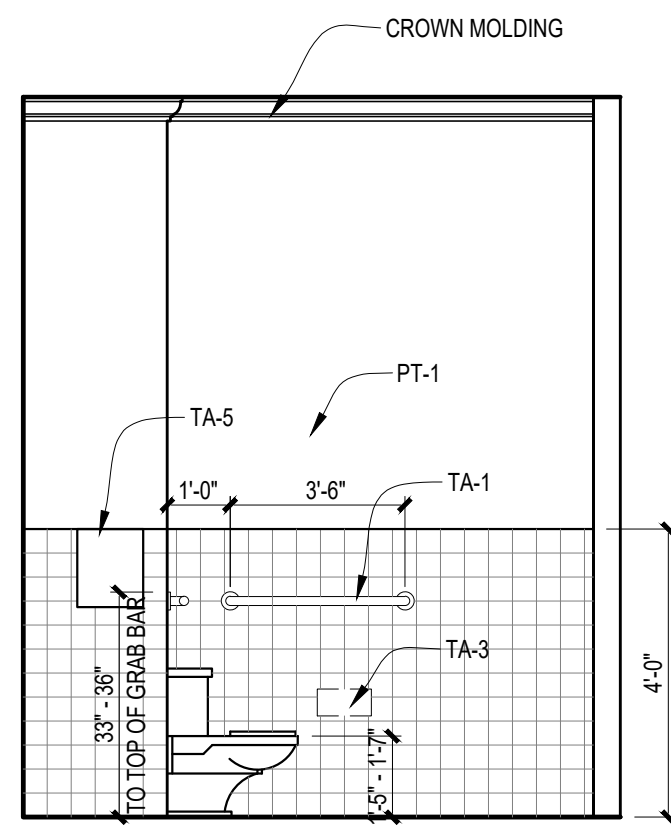 CROWN MOLDING
PT-1
TA-5
1'-0"
3'-6"
TA-1
TA-3
33" - 36"
TO TOP OF GRAB BAR
1'-5" - 1'-7"
4'-0"